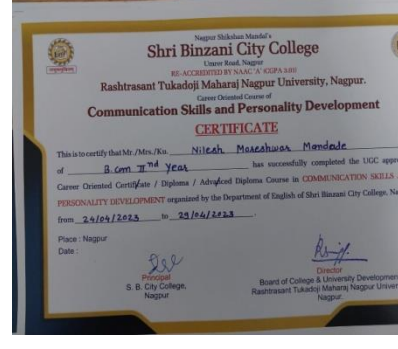 Nagpur Shikshan Mandal's
Shri Binzani City College
Umrer Road, Nagpur
RE-ACCREDITED BY NAAC 'A' (CGPA 3.03)
Rashtrasant Tukadoji Maharaj Nagpur University, Nagpur.
Career Oriented Course of
Communication Skills and Personality Development
CERTIFICATE
This is to certify that Mr./Mrs./Ku. Nilesh Moreshwar Mandade
of B.com IInd Year has successfully completed the UGC appr
Career Oriented Certificate / Diploma / Advanced Diploma Course in COMMUNICATION SKILLS
PERSONALITY DEVELOPMENT organized by the Department of English of Shri Binzani City College, Na
from 24/04/2023 to 29/04/2023.
Place : Nagpur
Date :
Principal
S. B. City College,
Nagpur
Director
Board of College & University Developmen
Rashtrasant Tukadoji Maharaj Nagpur Univer
Nagpur.